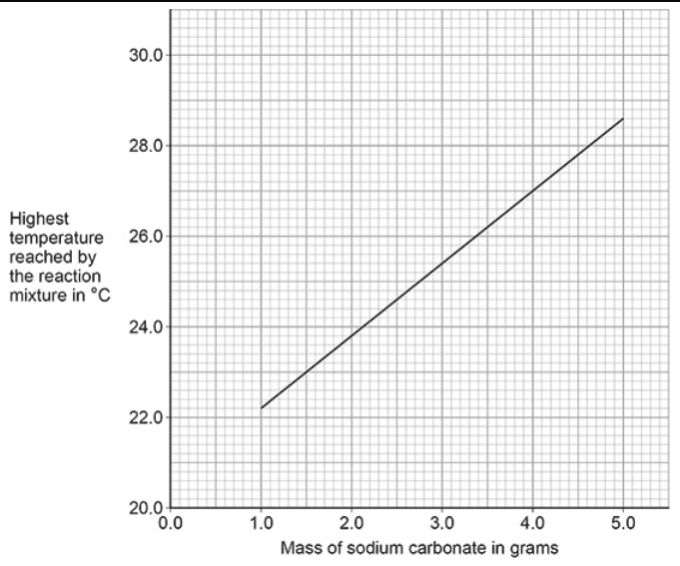 30.0
28.0
Highest
temperature
reached by
the reaction
mixture in °C
26.0
24.0
22.0
20.0
0.0 1.0 2.0 3.0 4.0 5.0
Mass of sodium carbonate in grams